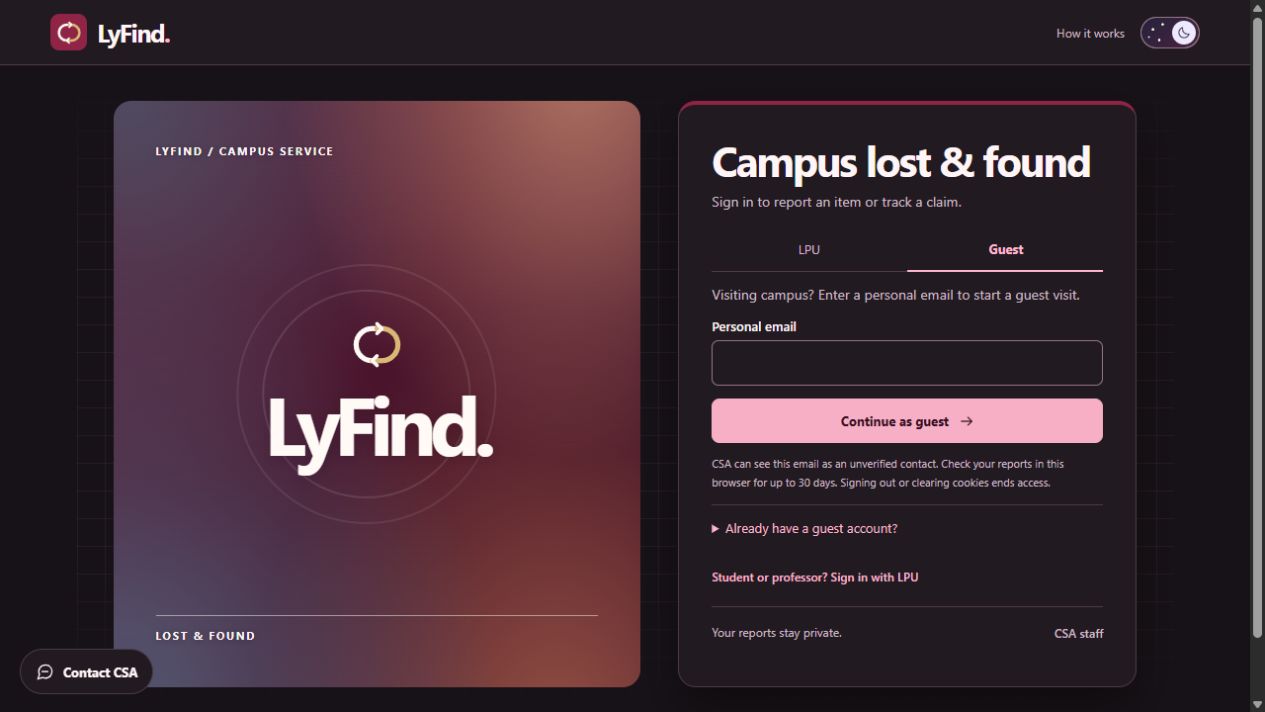 LyFind.
How it works
LYFIND / CAMPUS SERVICE
LyFind.
LOST & FOUND
Campus lost & found
Sign in to report an item or track a claim.
LPU
Guest
Visiting campus? Enter a personal email to start a guest visit.
Personal email
Continue as guest →
CSA can see this email as an unverified contact. Check your reports in this
browser for up to 30 days. Signing out or clearing cookies ends access.
Already have a guest account?
Student or professor? Sign in with LPU
Your reports stay private.
CSA staff
Contact CSA